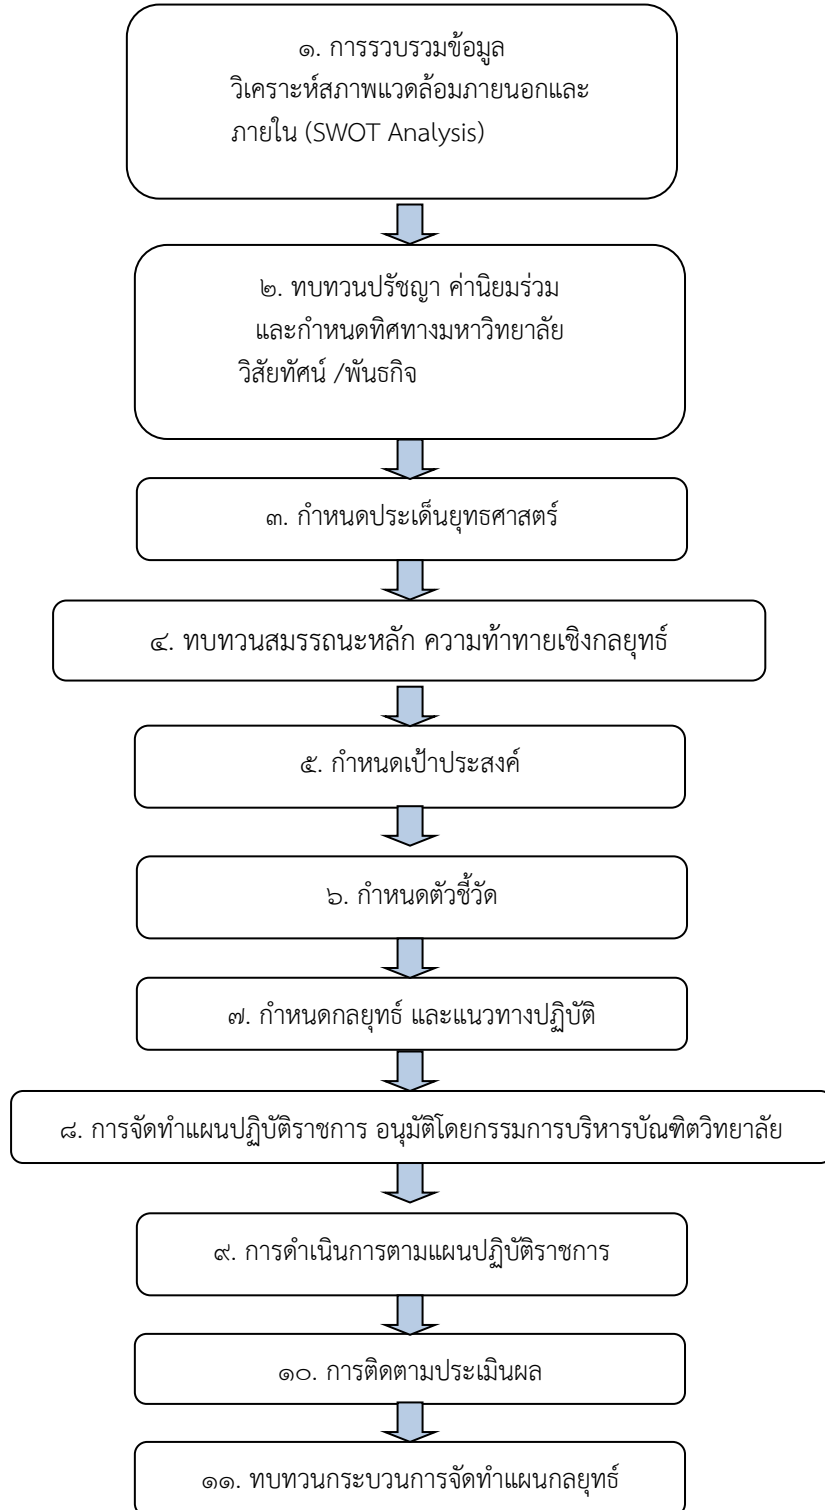 ๑. การรวบรวมข้อมูล
วิเคราะห์สภาพแวดล้อมภายนอกและ
ภายใน (SWOT Analysis)
๒. ทบทวนปรัชญา ค่านิยมร่วม
และกำหนดทิศทางมหาวิทยาลัย
วิสัยทัศน์ /พันธกิจ
๓. กำหนดประเด็นยุทธศาสตร์
๔. ทบทวนสมรรถนะหลัก ความท้าทายเชิงกลยุทธ์
๕. กำหนดเป้าประสงค์
๖. กำหนดตัวชี้วัด
๗. กำหนดกลยุทธ์ และแนวทางปฏิบัติ
๘. การจัดทำแผนปฏิบัติราชการ อนุมัติโดยกรรมการบริหารบัณฑิตวิทยาลัย
๙. การดำเนินการตามแผนปฏิบัติราชการ
๑๐. การติดตามประเมินผล
๑๑. ทบทวนกระบวนการจัดทำแผนกลยุทธ์